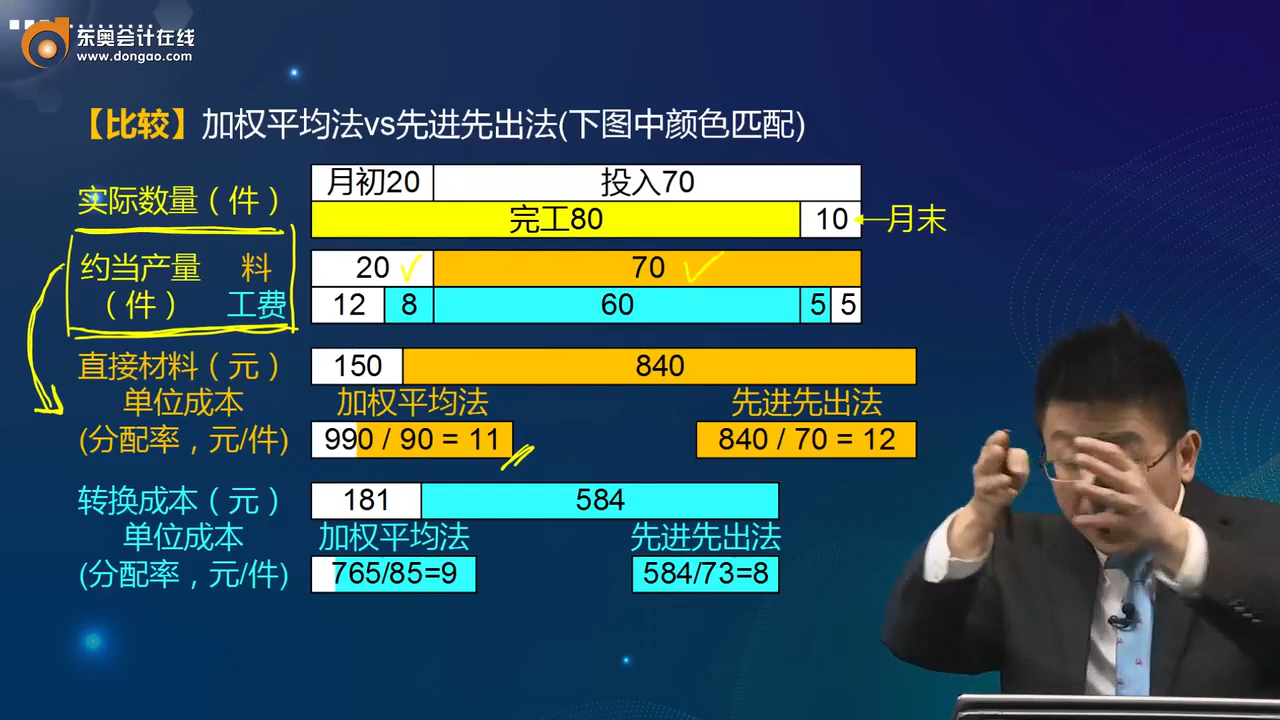 东奥会计在线
www.dongao.com
【比较】加权平均法vs先进先出法(下图中颜色匹配)
实际数量（件）
月初20 投入70
完工80 10 月末
约当产量 料
（件） 工费
20 70
12 8 60 5 5
直接材料（元） 150 840
单位成本 加权平均法 先进先出法
(分配率，元/件) 990 / 90 = 11 840 / 70 = 12
转换成本（元） 181 584
单位成本 加权平均法 先进先出法
(分配率，元/件) 765/85=9 584/73=8